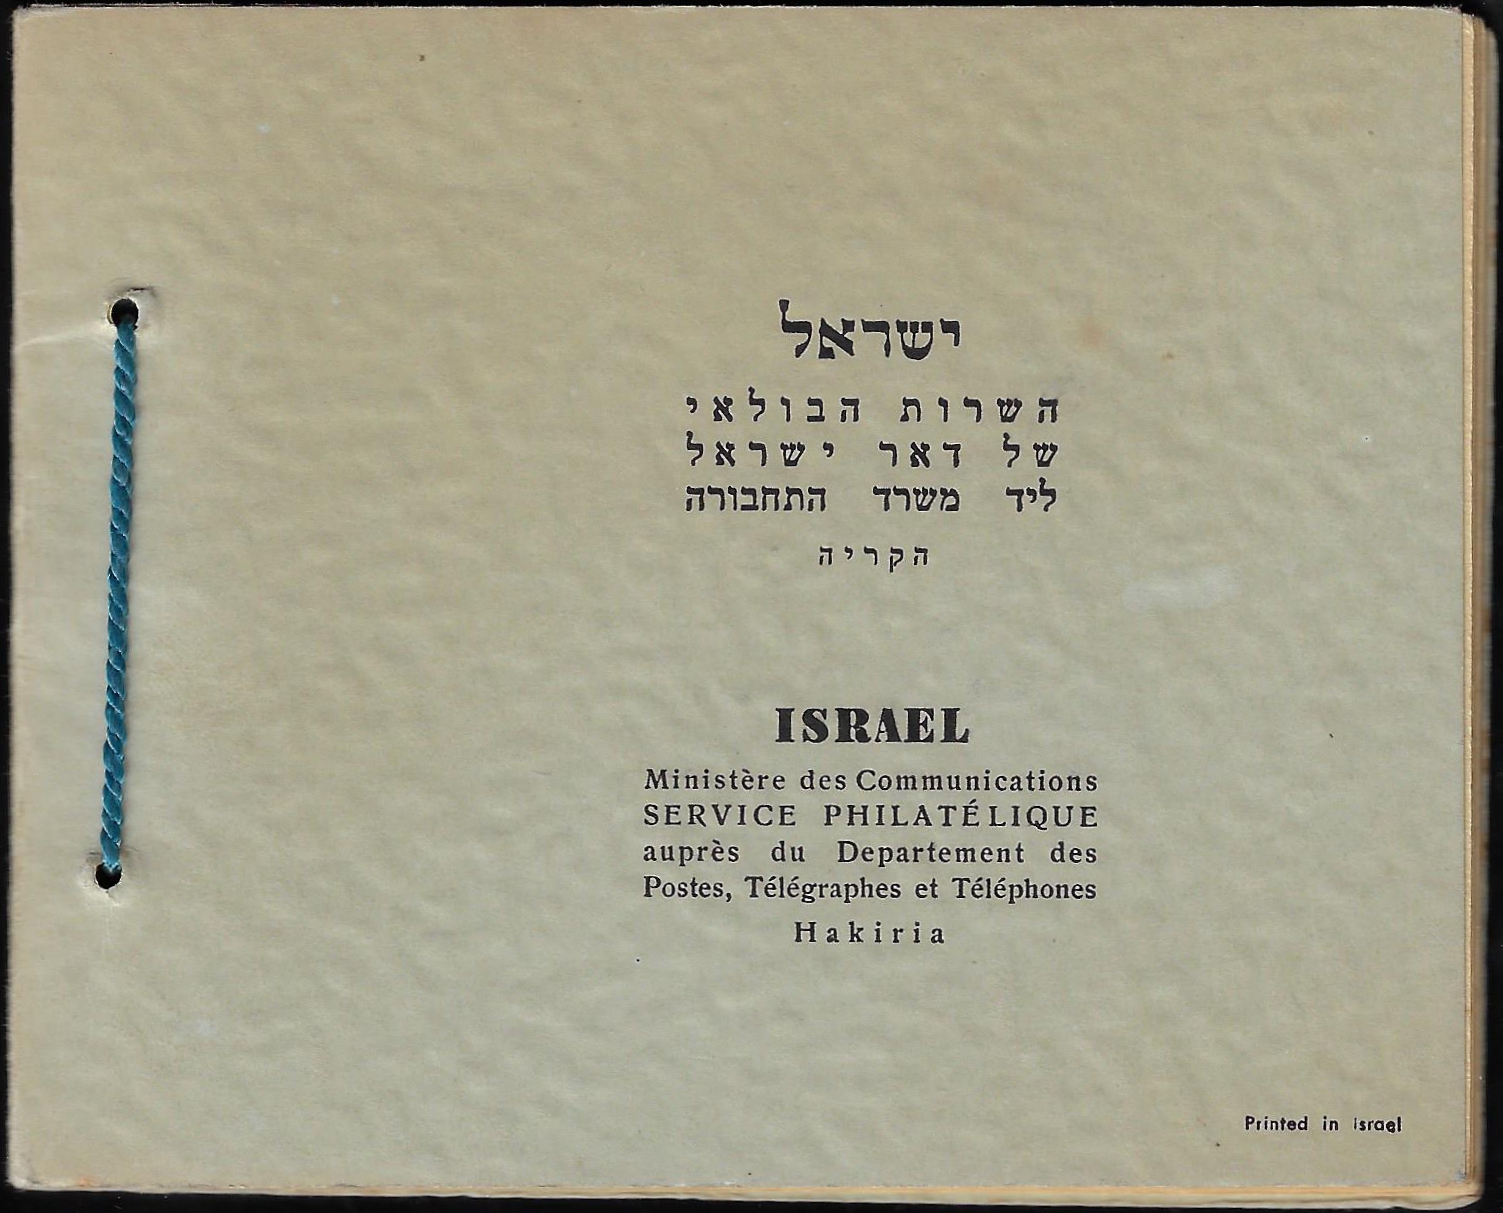 ישראל
השרות הבולאי
של דאר ישראל
ליד משרד התחבורה
הקריה
ISRAEL
Ministère des Communications
SERVICE PHILATÉLIQUE
auprès du Departement des
Postes, Télégraphes et Téléphones
Hakiria
Printed in Israel